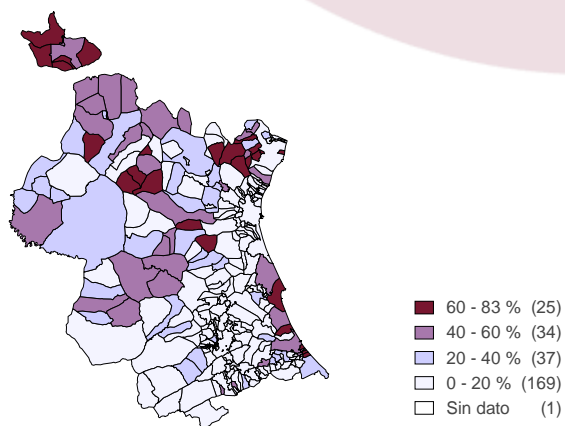 60 - 83 % (25)
40 - 60 % (34)
20 - 40 % (37)
0 - 20 % (169)
Sin dato (1)